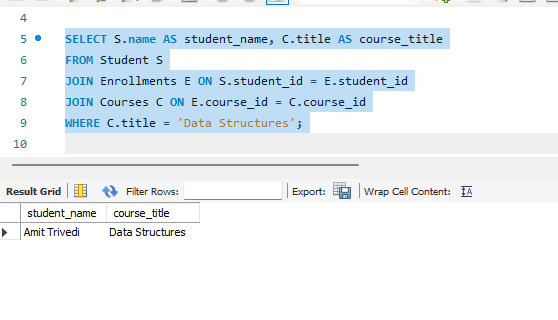 4
5 SELECT S.name AS student_name, C.title AS course_title
6 FROM Student S
7 JOIN Enrollments E ON S.student_id = E.student_id
8 JOIN Courses C ON E.course_id = C.course_id
9 WHERE C.title = 'Data Structures';
10
Result Grid Filter Rows: Export: Wrap Cell Content:
student_name course_title
Amit Trivedi Data Structures